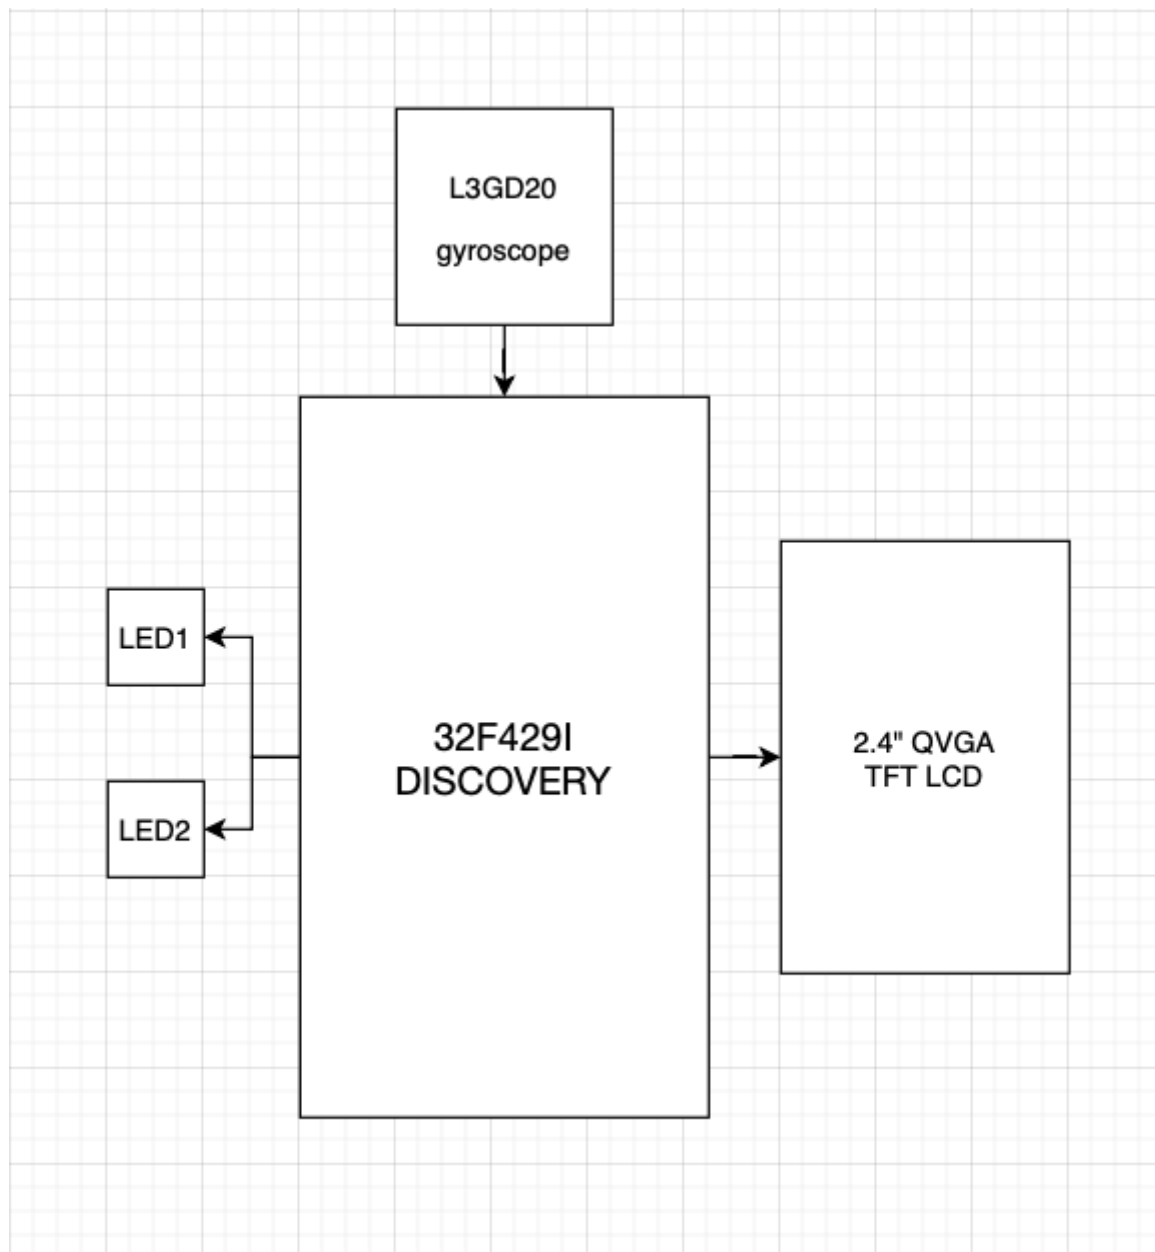 L3GD20
gyroscope
LED1
32F429I
DISCOVERY
2.4" QVGA
TFT LCD
LED2